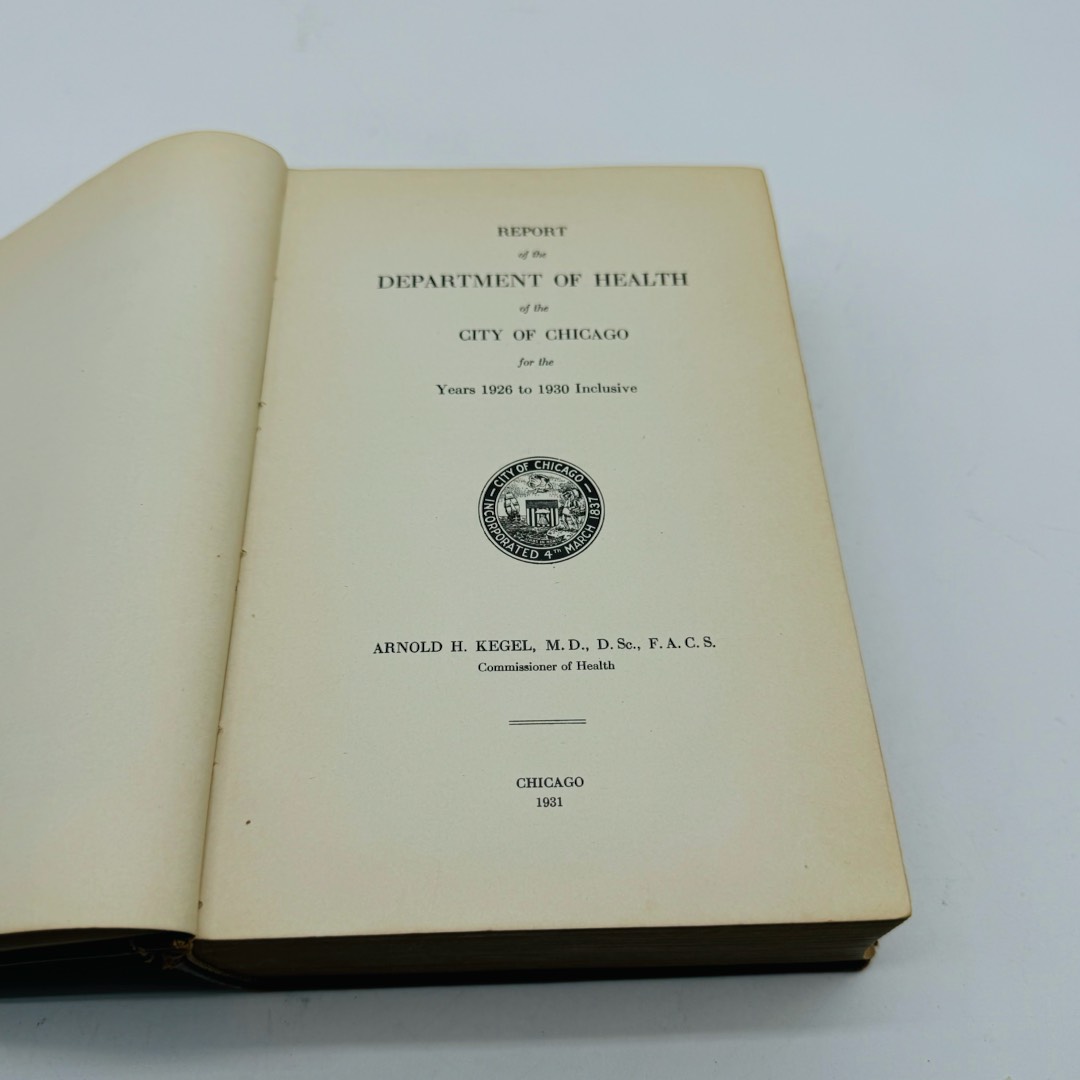 REPORT
of the
DEPARTMENT OF HEALTH
of the
CITY OF CHICAGO
for the
Years 1926 to 1930 Inclusive
CITY OF CHICAGO
INCORPORATED 4TH MARCH 1837
ARNOLD H. KEGEL, M. D., D. Sc., F. A. C. S.
Commissioner of Health
CHICAGO
1931